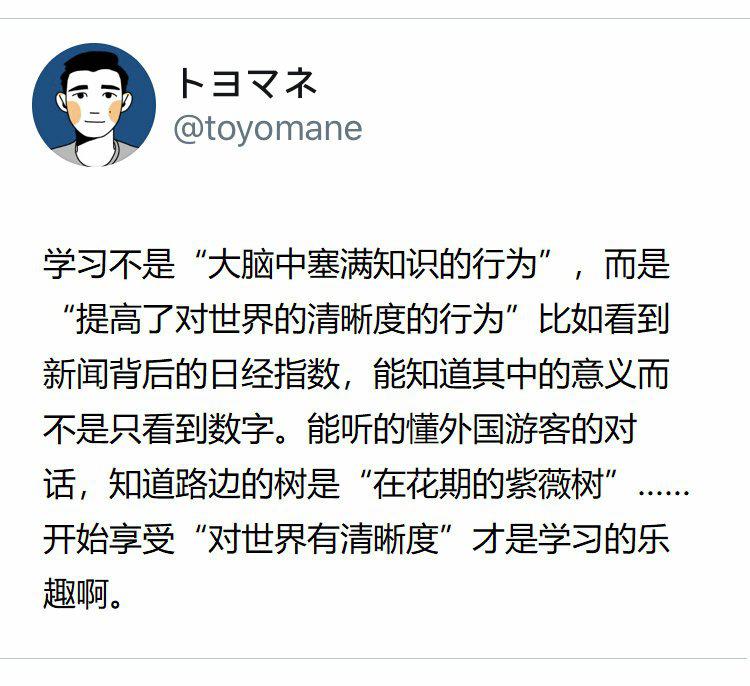 トヨマネ
@toyomane
学习不是“大脑中塞满知识的行为”，而是
“提高了对世界的清晰度的行为”比如看到
新闻背后的日经指数，能知道其中的意义而
不是只看到数字。能听的懂外国游客的对
话，知道路边的树是“在花期的紫薇树”……
开始享受“对世界有清晰度”才是学习的乐
趣啊。